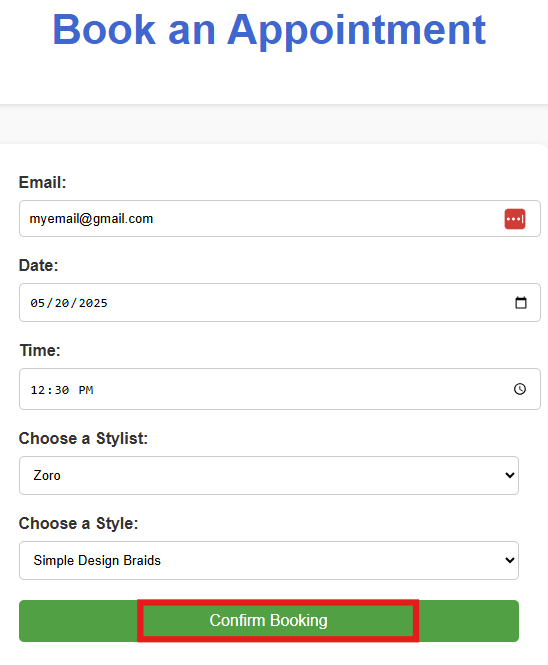 Book an Appointment
Email:
myemail@gmail.com
Date:
05/20/2025
Time:
12:30 PM
Choose a Stylist:
Zoro
Choose a Style:
Simple Design Braids
Confirm Booking